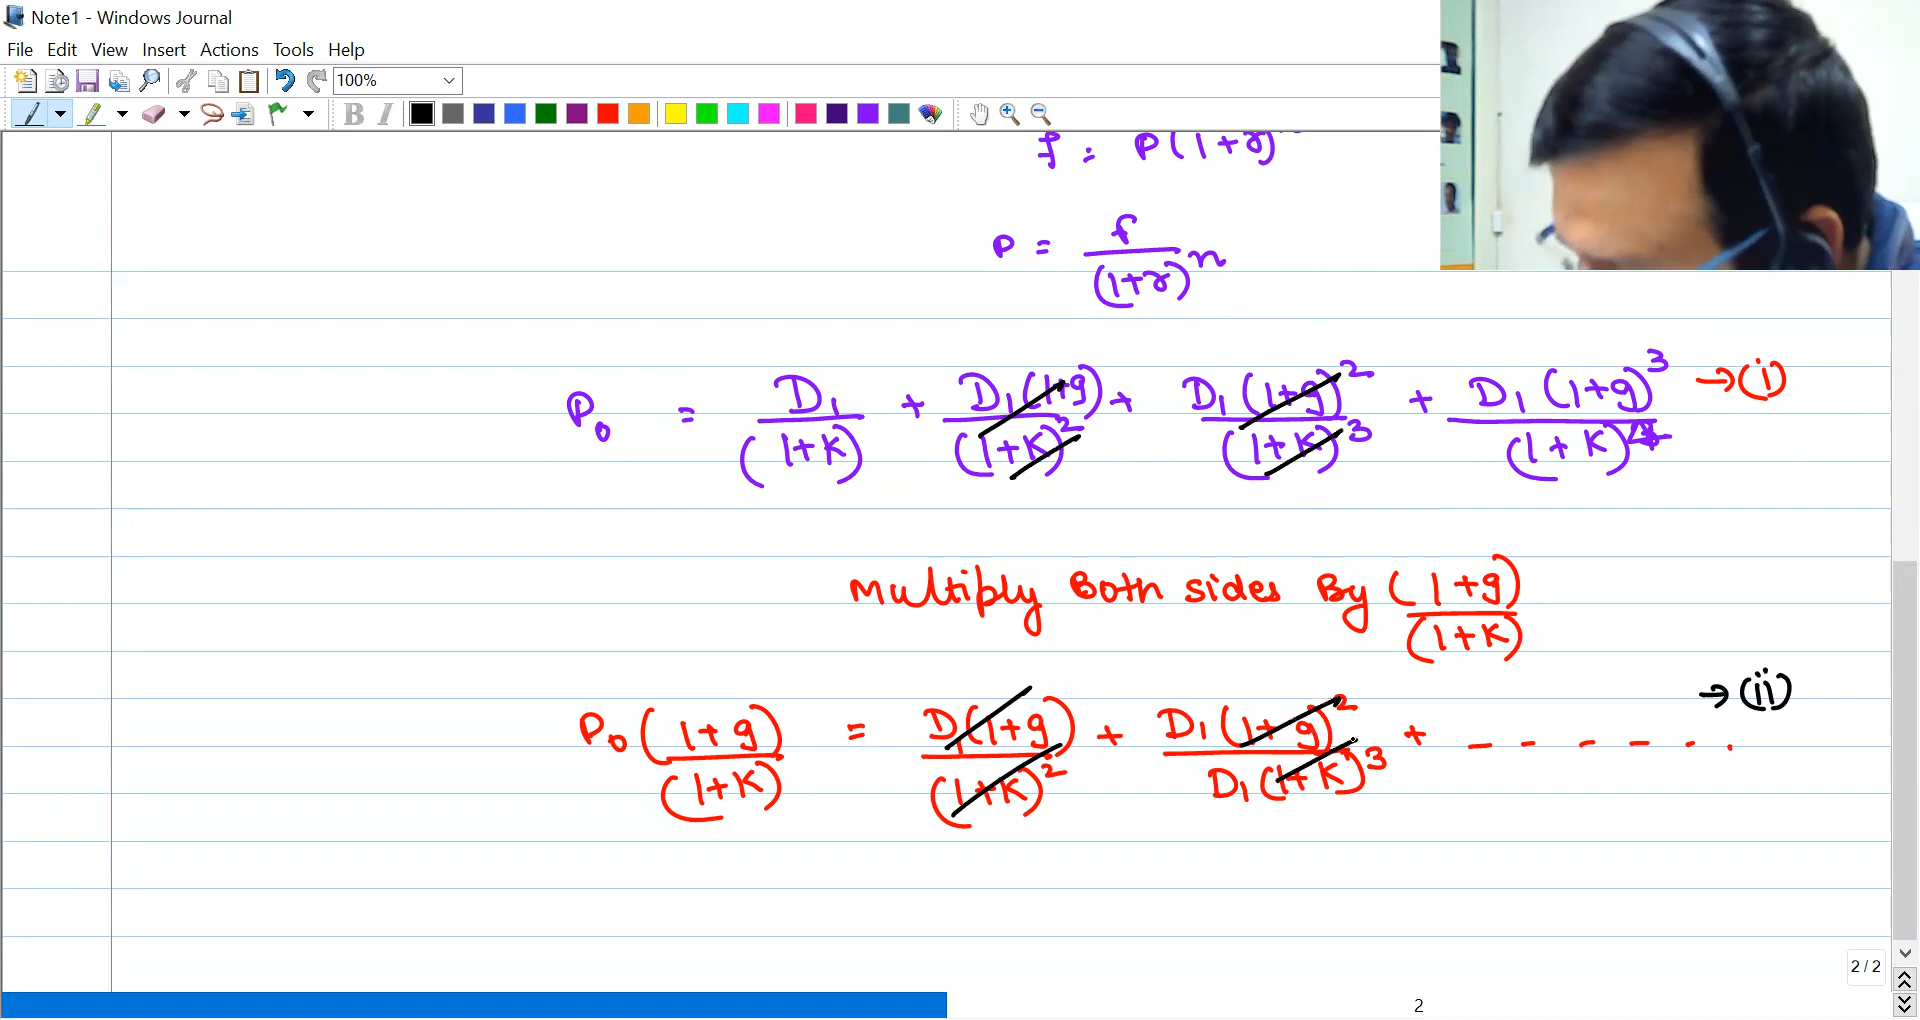 Note1 - Windows Journal
File Edit View Insert Actions Tools Help
100%
B I
f = P(1+r)
P = f/(1+r)^n
P₀ = D₁/(1+K) + D₁(1+g)/(1+K)² + D₁(1+g)²/(1+K)³ + D₁(1+g)³/(1+K)⁴ →(i)
Multiply Both sides By (1+g)/(1+K)
→(ii)
P₀(1+g)/(1+K) = D₁(1+g)/(1+K)² + D₁(1+g)²/D₁(1+K)³ + - - - - - -
2 / 2
2